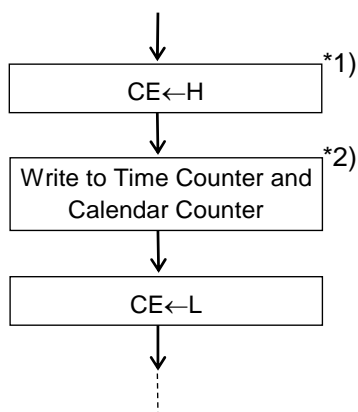 *1)
CE←H
*2)
Write to Time Counter and
Calendar Counter
CE←L